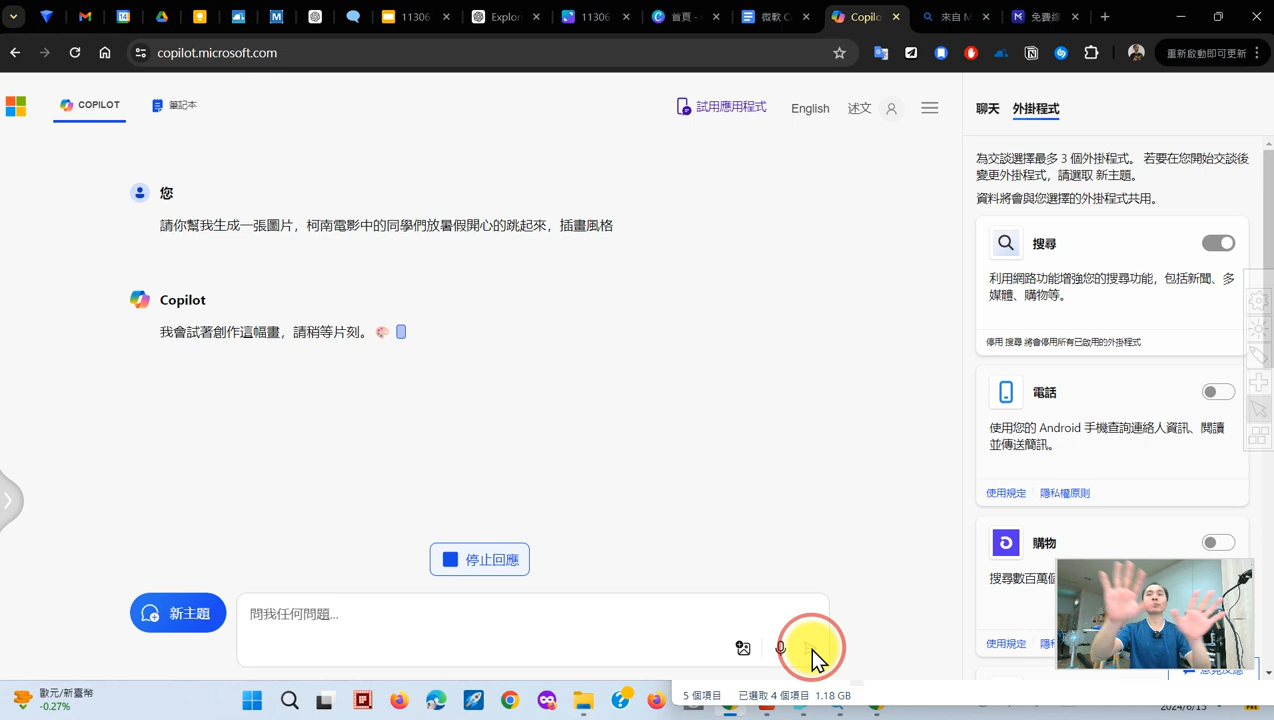 11306
Explor
11306
首頁 -
微軟 C
Copilo
來自 M
免費線
copilot.microsoft.com
重新啟動即可更新
COPILOT
筆記本
試用應用程式
English
述文
聊天
外掛程式
為交談選擇最多 3 個外掛程式。 若要在您開始交談後
變更外掛程式，請選取 新主題。
資料將會與您選擇的外掛程式共用。
您
請你幫我生成一張圖片，柯南電影中的同學們放暑假開心的跳起來，插畫風格
搜尋
利用網路功能增強您的搜尋功能，包括新聞、多
媒體、購物等。
停用 搜尋 將會停用所有已啟用的外掛程式
Copilot
我會試著創作這幅畫，請稍等片刻。
電話
使用您的 Android 手機查詢連絡人資訊、閱讀
並傳送簡訊。
使用規定
隱私權原則
購物
搜尋數百萬個
停止回應
新主題
問我任何問題...
使用規定
歐元/新臺幣
-0.27%
5 個項目
已選取 4 個項目
1.18 GB
2024/6/13